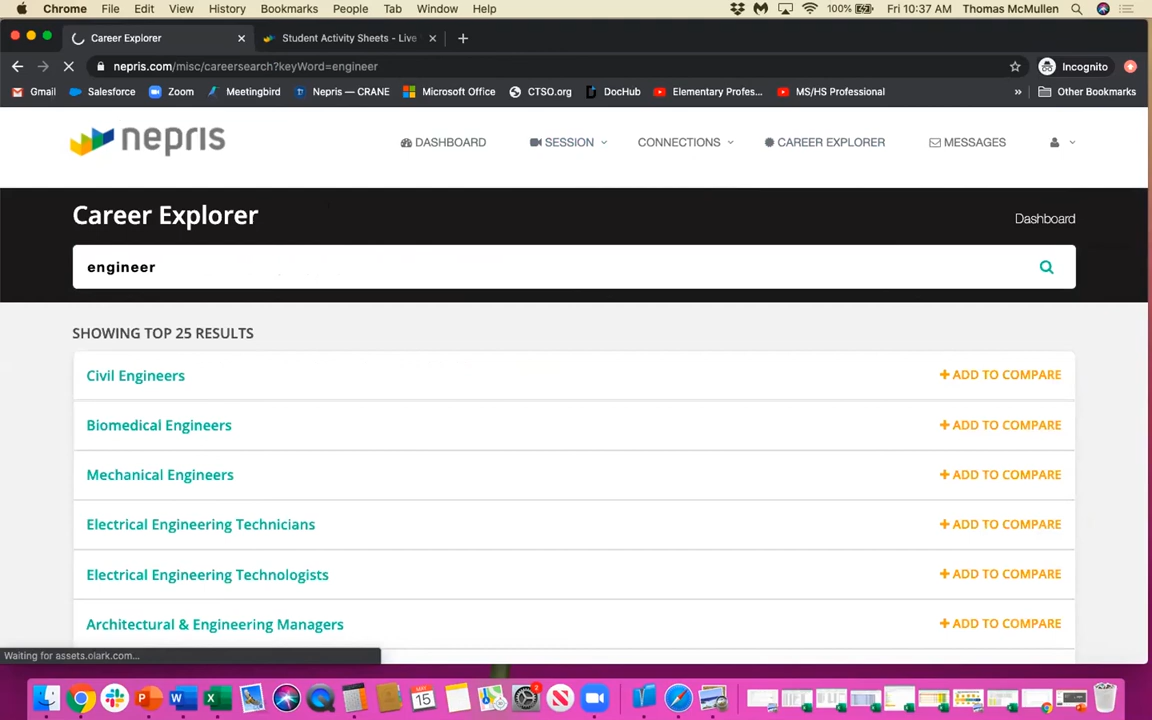 Chrome File Edit View History Bookmarks People Tab Window Help 100% Fri 10:37 AM Thomas McMullen
Career Explorer Student Activity Sheets - Live
nepris.com/misc/careersearch?keyWord=engineer Incognito
Gmail Salesforce Zoom Meetingbird Nepris — CRANE Microsoft Office CTSO.org DocHub Elementary Profes... MS/HS Professional » Other Bookmarks
nepris DASHBOARD SESSION CONNECTIONS CAREER EXPLORER MESSAGES
Career Explorer Dashboard
engineer
SHOWING TOP 25 RESULTS
Civil Engineers + ADD TO COMPARE
Biomedical Engineers + ADD TO COMPARE
Mechanical Engineers + ADD TO COMPARE
Electrical Engineering Technicians + ADD TO COMPARE
Electrical Engineering Technologists + ADD TO COMPARE
Architectural & Engineering Managers + ADD TO COMPARE
Waiting for assets.olark.com...
15
2